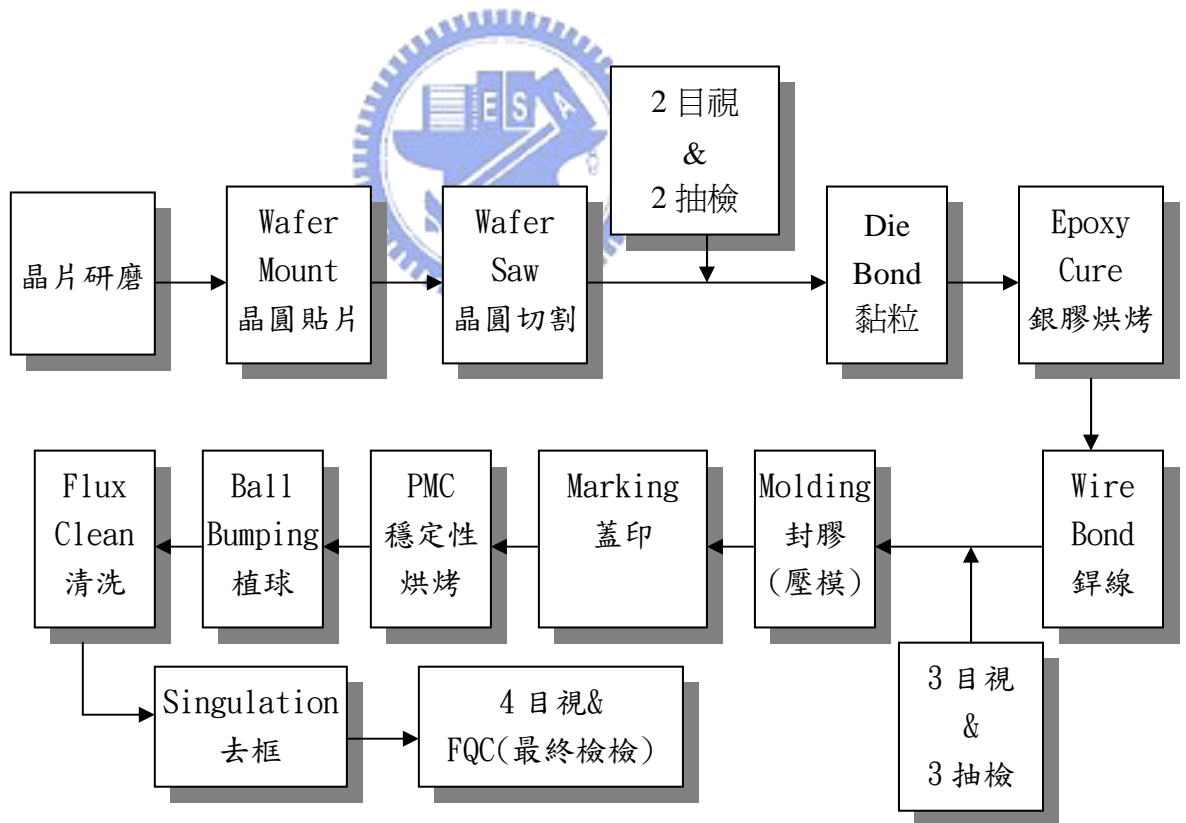 ESA
晶片研磨
Wafer
Mount
晶圓貼片
Wafer
Saw
晶圓切割
2 目視
&
2 抽檢
Die
Bond
黏粒
Epoxy
Cure
銀膠烘烤
Wire
Bond
銲線
3 目視
&
3 抽檢
Molding
封膠
(壓模)
Marking
蓋印
PMC
穩定性
烘烤
Ball
Bumping
植球
Flux
Clean
清洗
Singulation
去框
4 目視&
FQC(最終檢檢)